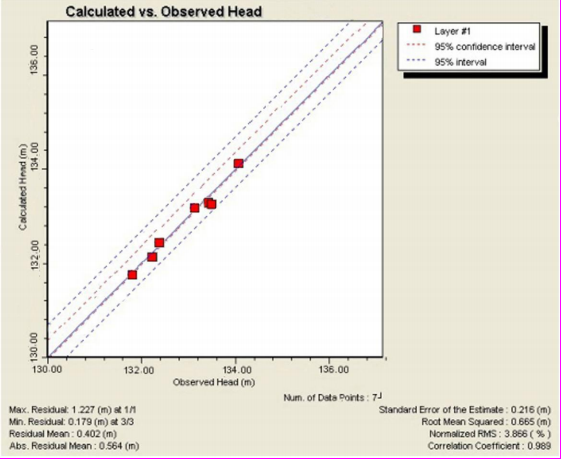 Calculated vs. Observed Head
Layer #1
95% confidence interval
95% interval
136.00
134.00
132.00
130.00
Calculated Head (m)
130.00 132.00 134.00 136.00
Observed Head (m)
Num. of Data Points : 7
Max. Residual: 1.227 (m) at 1/1
Min. Residual: 0.179 (m) at 3/3
Residual Mean : 0.402 (m)
Abs. Residual Mean : 0.564 (m)
Standard Error of the Estimate : 0.216 (m)
Root Mean Squared : 0.665 (m)
Normalized RMS : 3.866 ( % )
Correlation Coefficient : 0.989